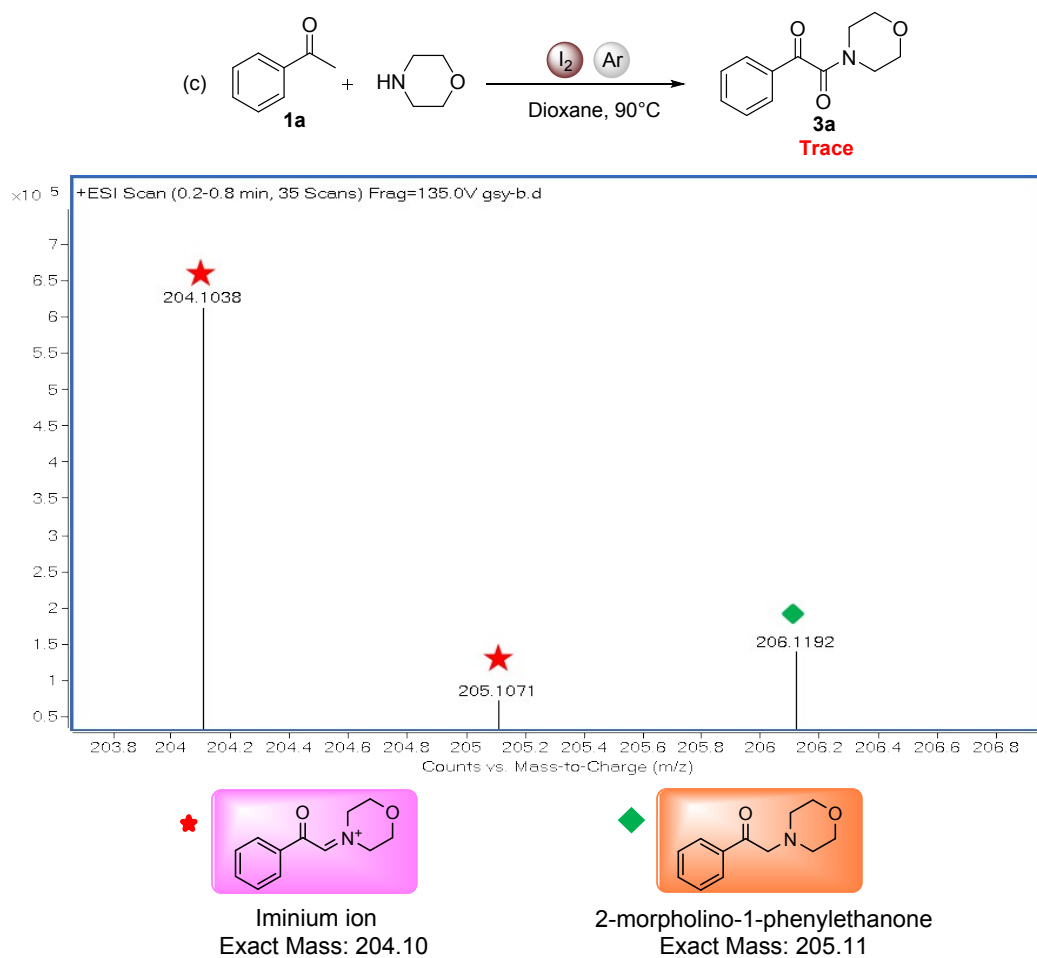 (c)
O
1a
+
HN
O
I2
Ar
Dioxane, 90°C
O
N
O
O
3a
Trace
×10 5
+ESI Scan (0.2-0.8 min, 35 Scans) Frag=135.0V gsy-b.d
7
6.5
6
5.5
5
4.5
4
3.5
3
2.5
2
1.5
1
0.5
204.1038
205.1071
206.1192
203.8 204 204.2 204.4 204.6 204.8 205 205.2 205.4 205.6 205.8 206 206.2 206.4 206.6 206.8
Counts vs. Mass-to-Charge (m/z)
O
N+
O
O
N
O
Iminium ion
Exact Mass: 204.10
2-morpholino-1-phenylethanone
Exact Mass: 205.11